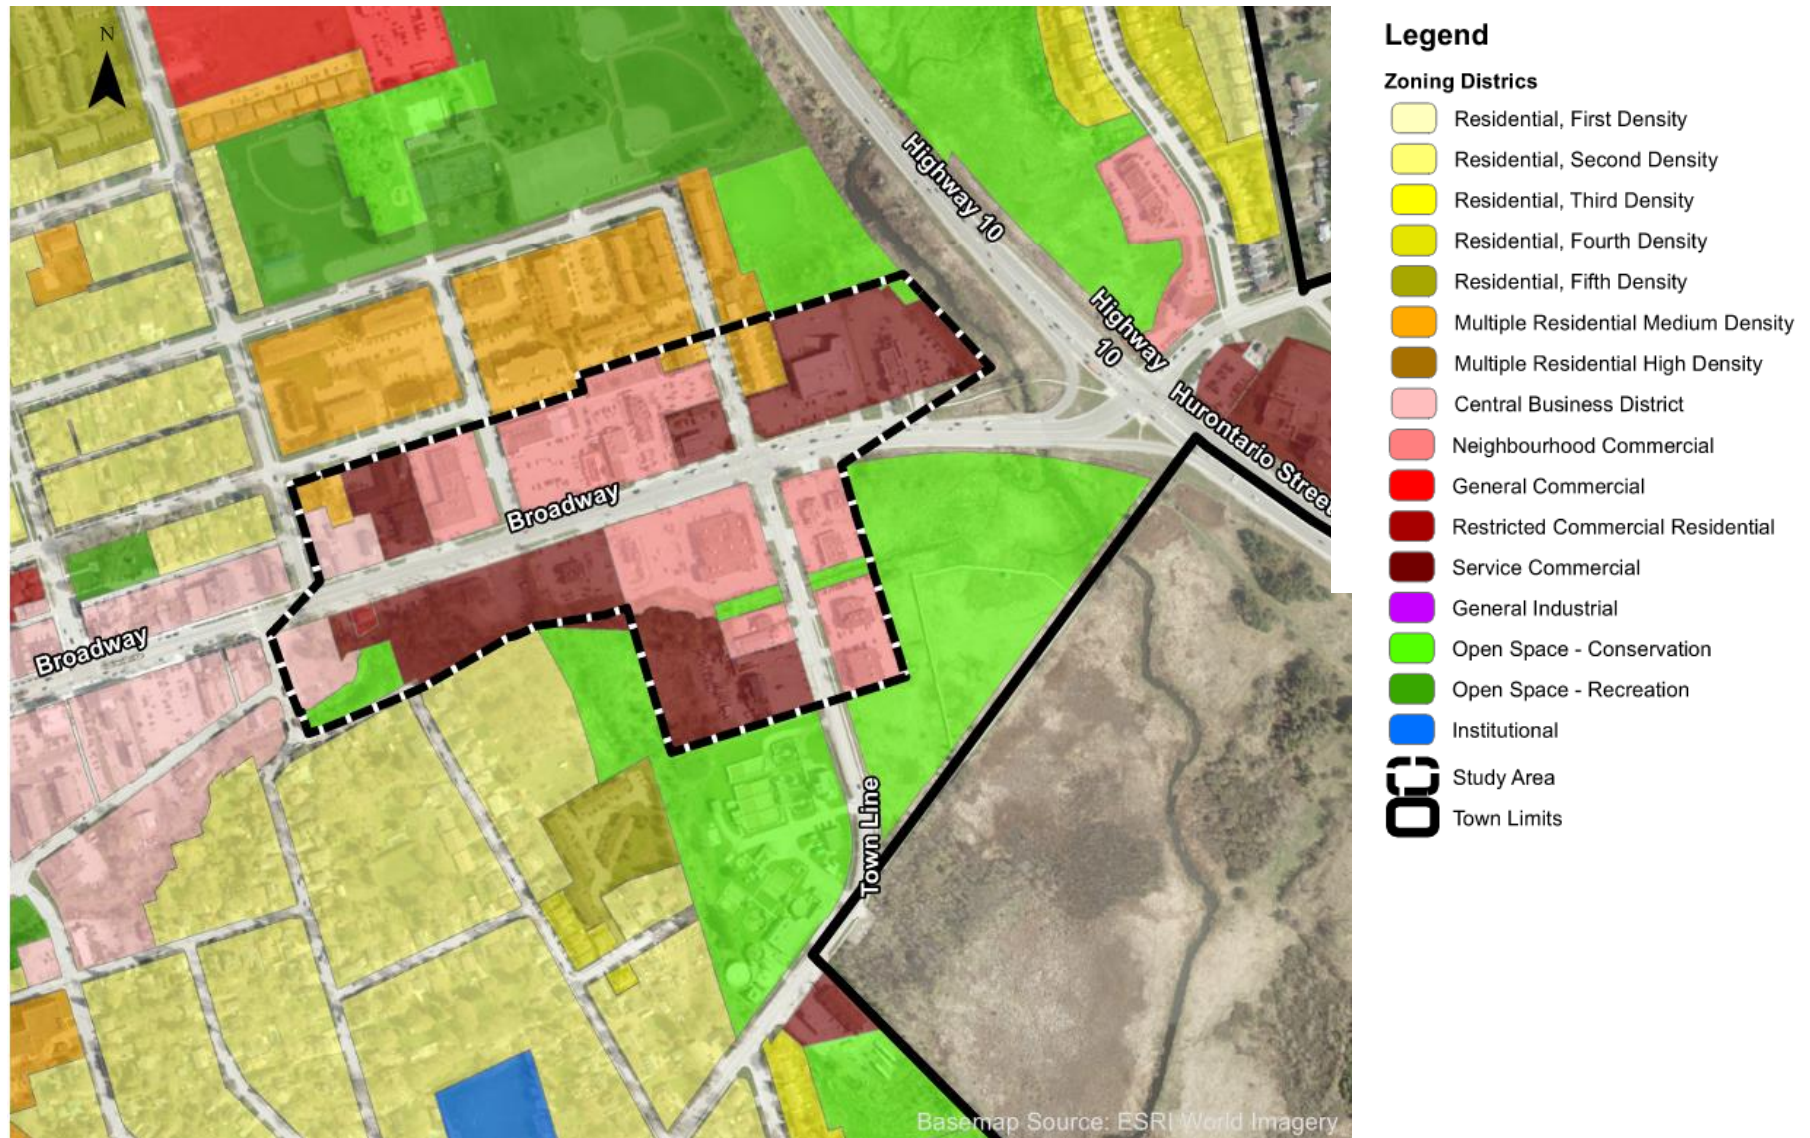 N
Highway 10
Highway
10
Hurontario Street
Broadway
Broadway
Town Line
Basemap Source: ESRI World Imagery
Legend
Zoning Districs
Residential, First Density
Residential, Second Density
Residential, Third Density
Residential, Fourth Density
Residential, Fifth Density
Multiple Residential Medium Density
Multiple Residential High Density
Central Business District
Neighbourhood Commercial
General Commercial
Restricted Commercial Residential
Service Commercial
General Industrial
Open Space - Conservation
Open Space - Recreation
Institutional
Study Area
Town Limits